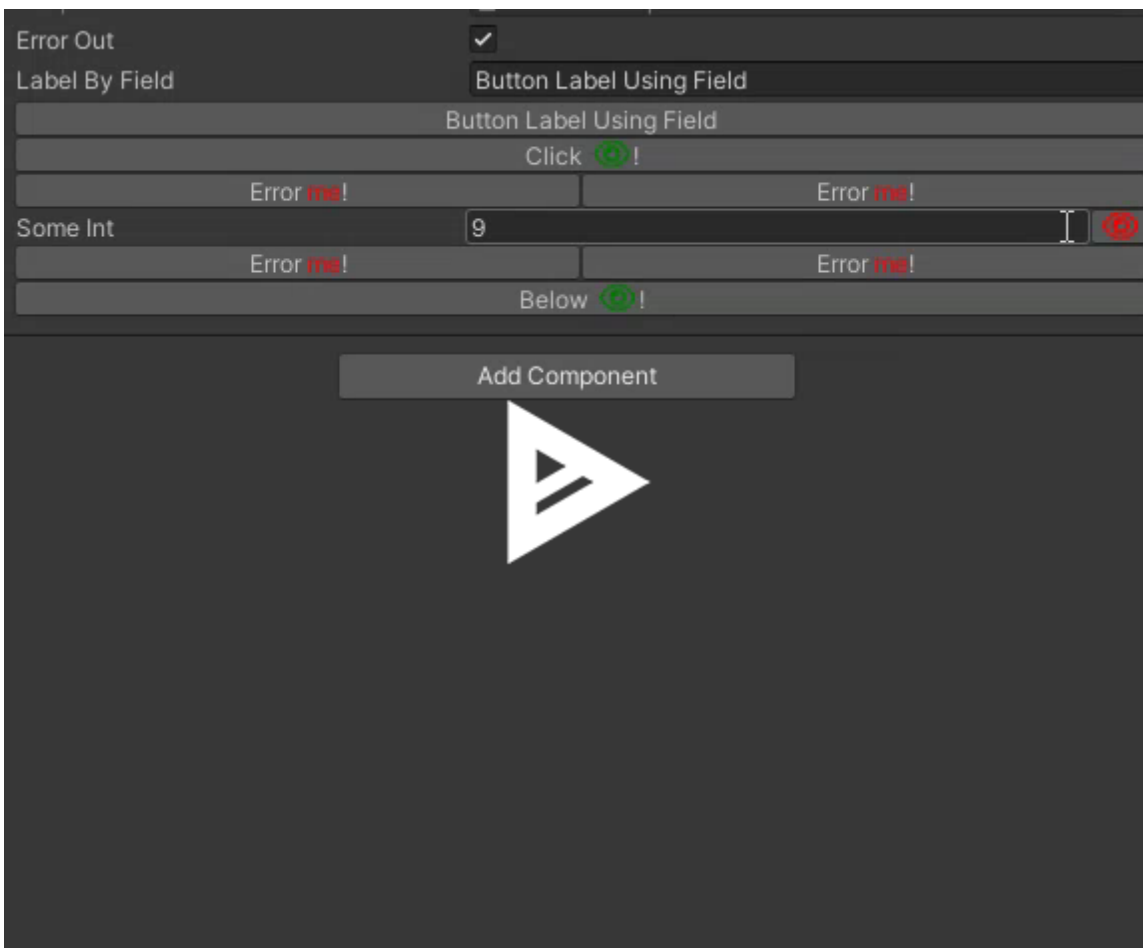 Error Out
Label By Field Button Label Using Field
Button Label Using Field
Click !
Error me! Error me!
Some Int 9
Error me! Error me!
Below !
Add Component